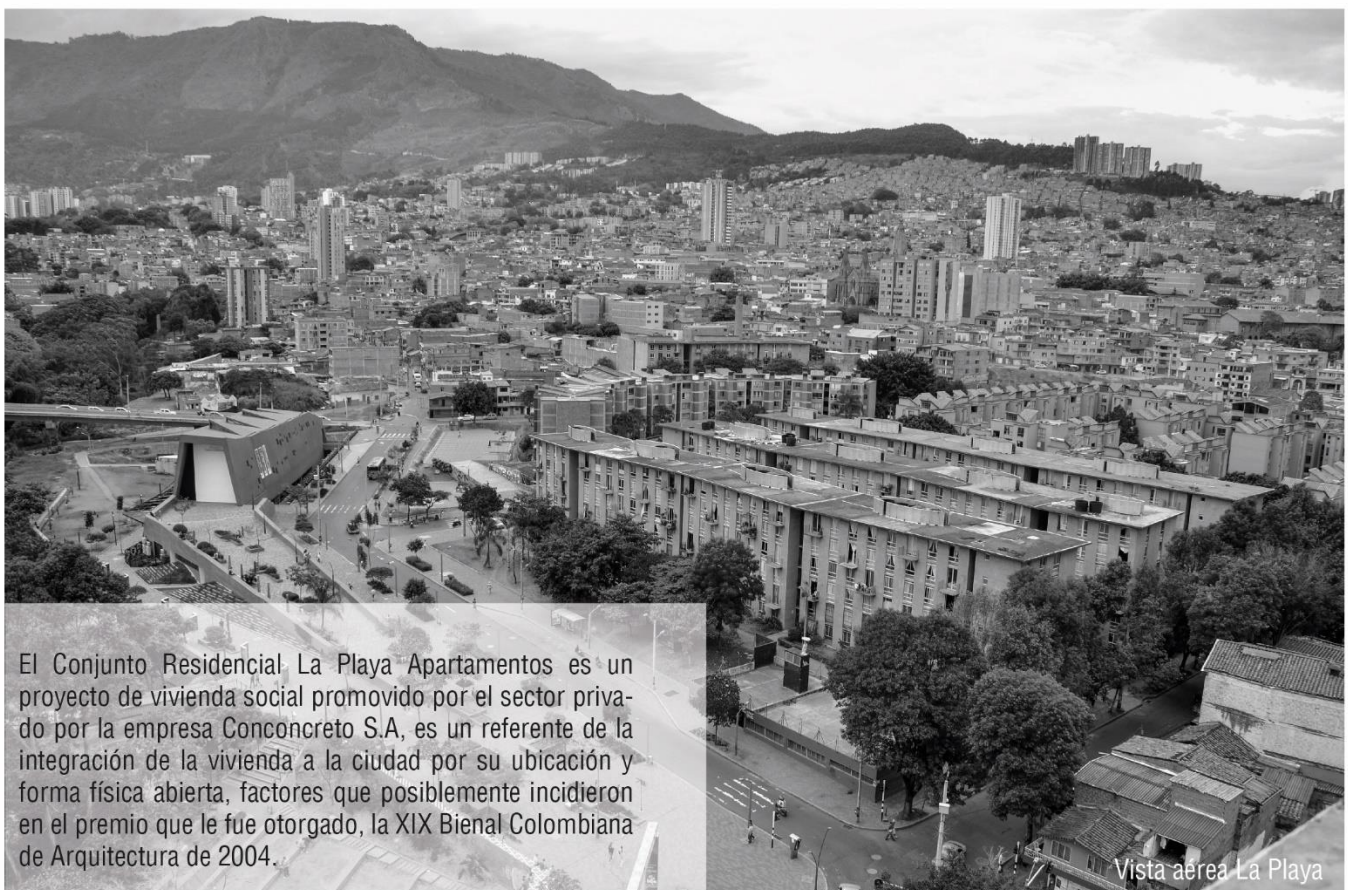 El Conjunto Residencial La Playa Apartamentos es un
proyecto de vivienda social promovido por el sector priva-
do por la empresa Conconcreto S.A, es un referente de la
integración de la vivienda a la ciudad por su ubicación y
forma física abierta, factores que posiblemente incidieron
en el premio que le fue otorgado, la XIX Bienal Colombiana
de Arquitectura de 2004.
Vista aérea La Playa